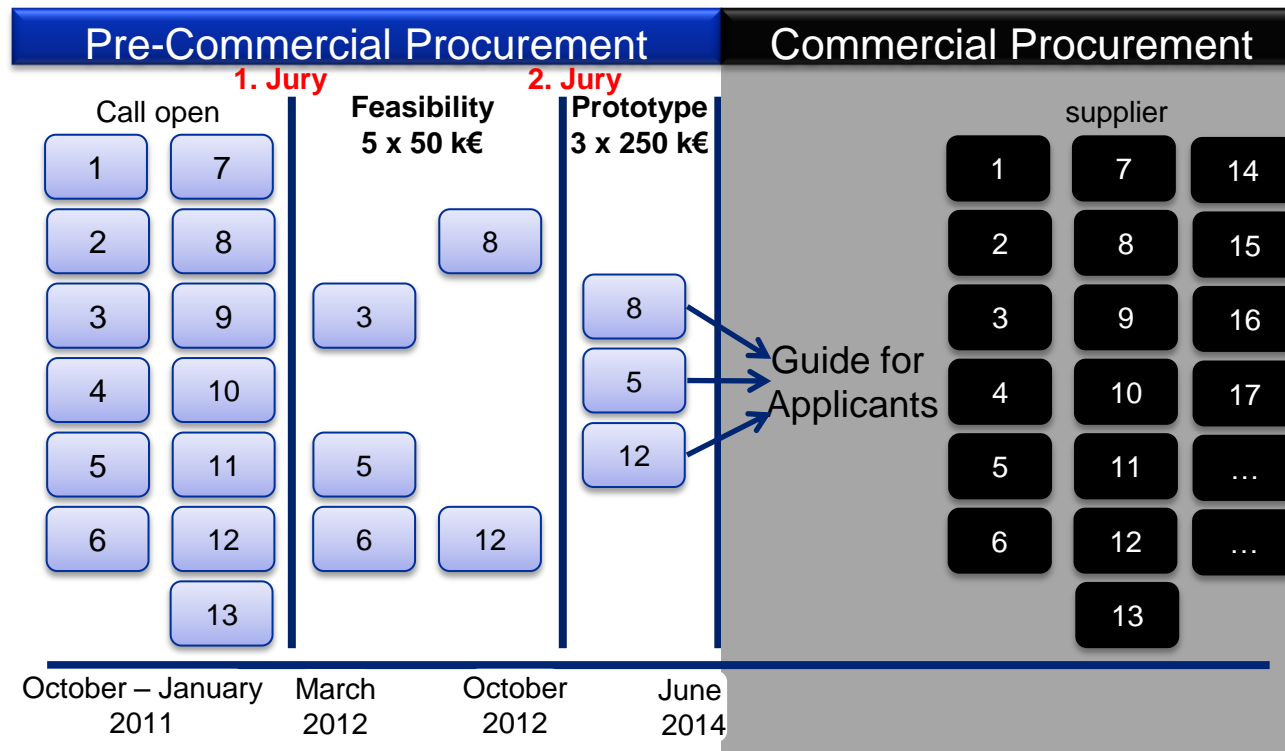 Pre-Commercial Procurement
Commercial Procurement
1. Jury
2. Jury
Call open
Feasibility
5 x 50 k€
Prototype
3 x 250 k€
supplier
1
7
2
8
3
9
4
10
5
11
6
12
13
8
3
5
6
12
8
5
12
Guide for
Applicants
1
7
14
2
8
15
3
9
16
4
10
17
5
11
…
6
12
…
13
October – January
2011
March
2012
October
2012
June
2014